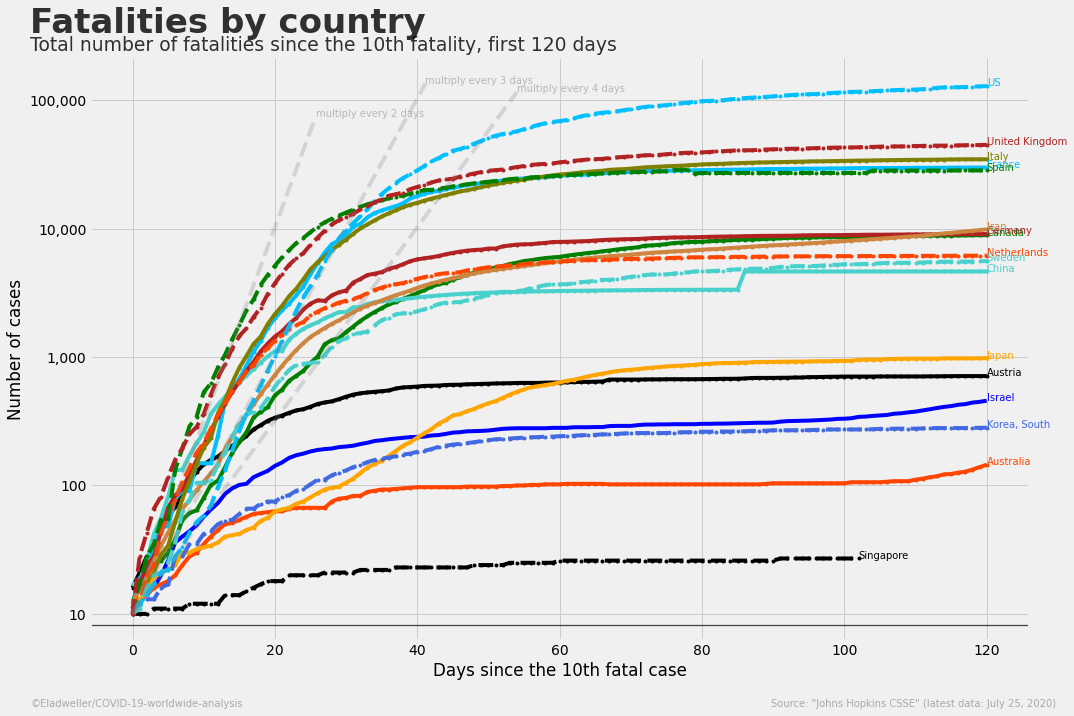 Fatalities by country
Total number of fatalities since the 10th fatality, first 120 days
multiply every 3 days
multiply every 4 days
multiply every 2 days
US
United Kingdom
Italy
France
Spain
Iran
Germany
Canada
Netherlands
Sweden
China
Japan
Austria
Israel
Korea, South
Australia
Singapore
100,000
10,000
1,000
100
10
Number of cases
0 20 40 60 80 100 120
Days since the 10th fatal case
©Eladweller/COVID-19-worldwide-analysis
Source: "Johns Hopkins CSSE" (latest data: July 25, 2020)